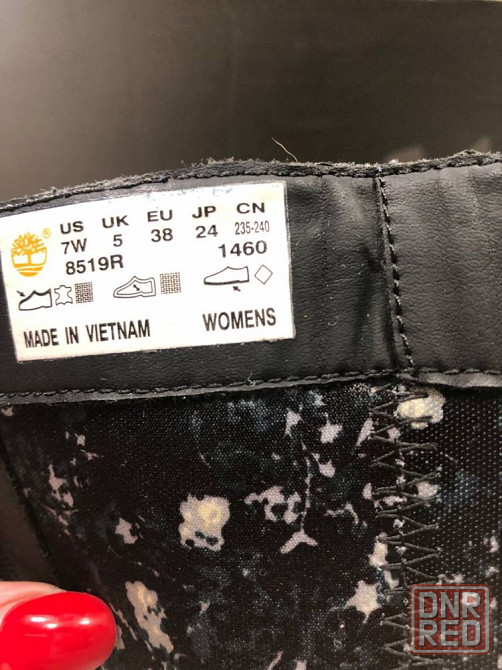 US UK EU JP CN
7W 5 38 24 235-240
8519R 1460
MADE IN VIETNAM WOMENS
DNR
RED